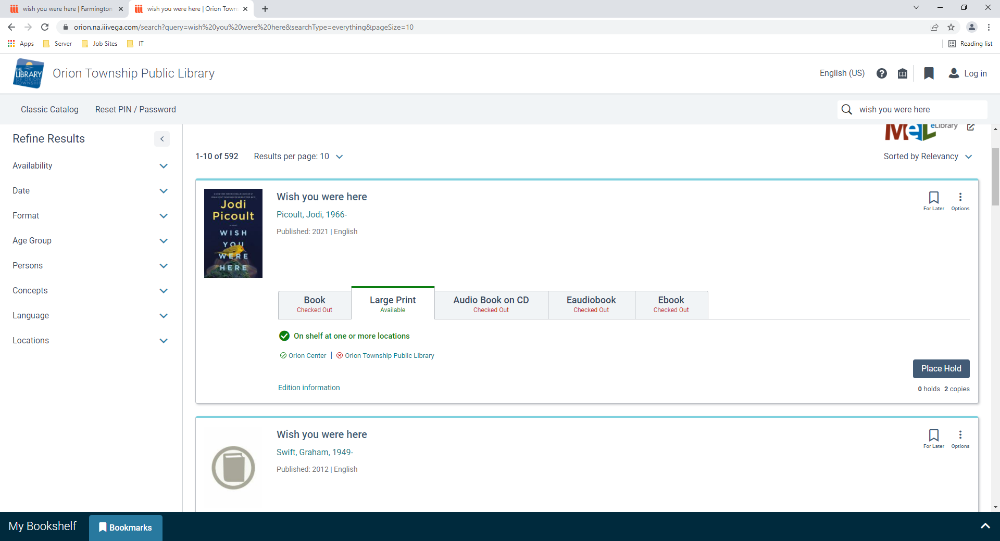 wish you were here | Farmington
wish you were here | Orion Towns
orion.na.iiivega.com/search?query=wish%20you%20were%20here&searchType=everything&pageSize=10
Apps
Server
Job Sites
IT
Reading list
THE
LIBRARY
OF ORION
TOWNSHIP
Orion Township Public Library
English (US)
Log in
Classic Catalog
Reset PIN / Password
wish you were here
Refine Results
Availability
Date
Format
Age Group
Persons
Concepts
Language
Locations
MeL eLibrary
1-10 of 592
Results per page: 10
Sorted by Relevancy
Jodi
Picoult
WISH
YOU
WERE
HERE
Wish you were here
Picoult, Jodi, 1966-
Published: 2021 | English
For Later
Options
Book
Checked Out
Large Print
Available
Audio Book on CD
Checked Out
Eaudiobook
Checked Out
Ebook
Checked Out
On shelf at one or more locations
Orion Center | Orion Township Public Library
Place Hold
Edition information
0 holds 2 copies
Wish you were here
Swift, Graham, 1949-
Published: 2012 | English
For Later
Options
My Bookshelf
Bookmarks